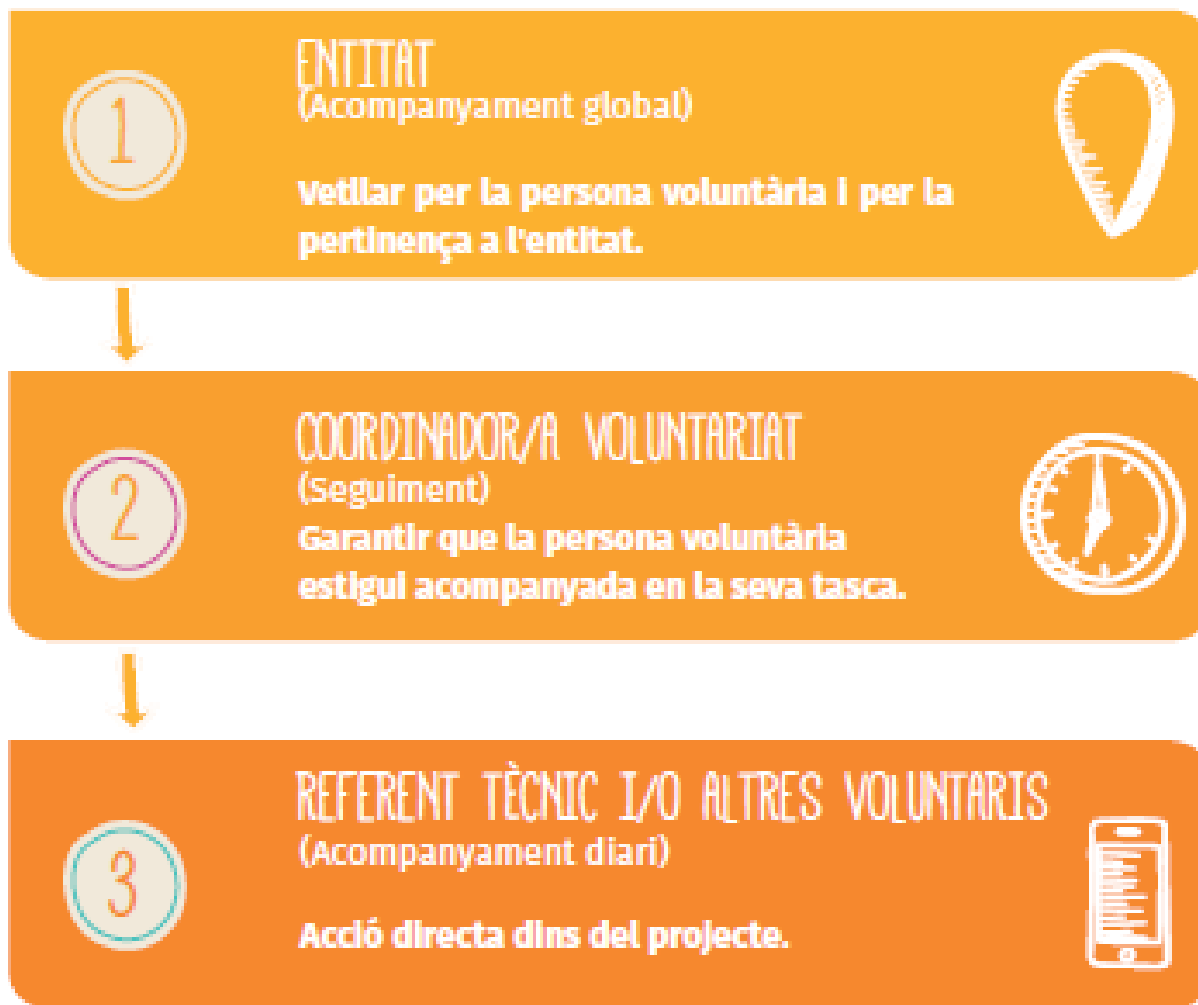 1
ENTITAT
(Acompanyament global)
Vetllar per la persona voluntària i per la
pertinença a l'entitat.
2
COORDINADOR/A VOLUNTARIAT
(Seguiment)
Garantir que la persona voluntària
estigui acompanyada en la seva tasca.
3
REFERENT TÈCNIC I/O ALTRES VOLUNTARIS
(Acompanyament diari)
Acció directa dins del projecte.